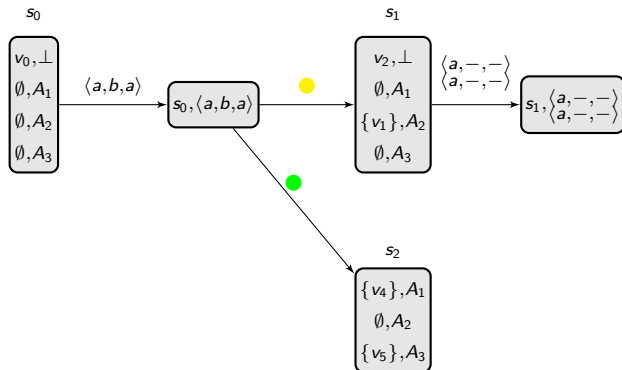 s₀
v₀,⊥
∅,A₁
∅,A₂
∅,A₃
⟨a,b,a⟩
s₀,⟨a,b,a⟩
s₁
v₂,⊥
∅,A₁
{v₁},A₂
∅,A₃
⟨a,−,−⟩
⟨a,−,−⟩
s₁,⟨a,−,−⟩
⟨a,−,−⟩
s₂
{v₄},A₁
∅,A₂
{v₅},A₃